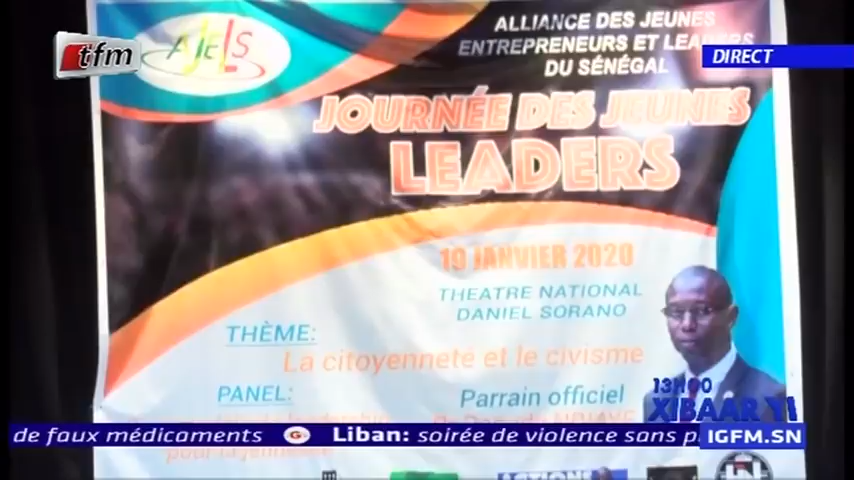 tfm
AJELS
ALLIANCE DES JEUNES
ENTREPRENEURS ET LEADERS
DU SÉNÉGAL
DIRECT
JOURNÉE DES JEUNES
LEADERS
19 JANVIER 2020
THEATRE NATIONAL
DANIEL SORANO
THÈME:
La citoyenneté et le civisme
PANEL:
Parrain officiel
13H00
XIBAAR YI
de faux médicaments
Liban: soirée de violence sans
IGFM.SN